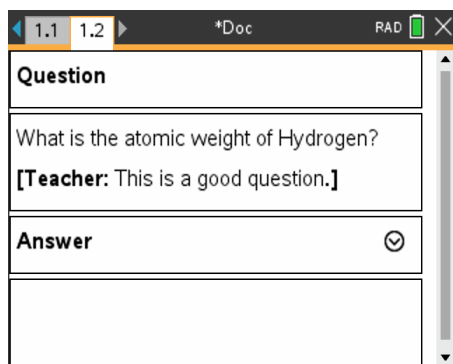 1.1 1.2 *Doc RAD
Question
What is the atomic weight of Hydrogen?
[Teacher: This is a good question.]
Answer